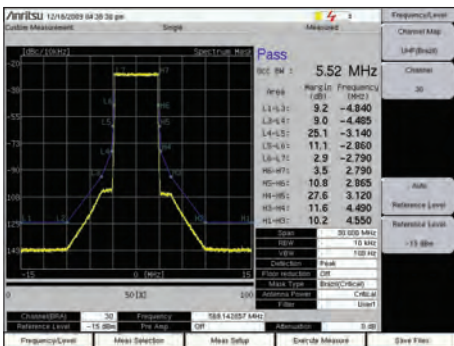 Anritsu 12/18/2009 04:38:30 pm
Custom Measurement Single Measured
Frequency/Level
Channel Map
UHF(Brazil)
Channel
30
Auto
Reference Level
Reference Level
-15 dBm
[dBc/10kHz] Spectrum Mask
Pass
Occ BW : 5.52 MHz
Area Margin (dB) Frequency (MHz)
L1-L3: 9.2 -4.840
L3-L4: 9.0 -4.485
L4-L5: 25.1 -3.140
L5-L6: 11.1 -2.860
L6-L7: 2.9 -2.790
H6-H7: 3.5 2.790
H5-H6: 10.8 2.865
H4-H5: 27.6 3.120
H3-H4: 11.6 4.490
H1-H3: 10.2 4.550
-15 0 [MHz] 15
0 50[%] 100
Span 30.000 MHz
RBW 10 kHz
VBW 100 Hz
Detection Peak
Floor reduction Off
Mask Type Brazil(Critical)
Antenna Power Critical
Filter User1
Channel(BRA) 30 Frequency 569.142857 MHz
Reference Level -15 dBm Pre Amp Off Attenuation 0 dB
Frequency/Level Meas Selection Meas Setup Execute Measure Save Files